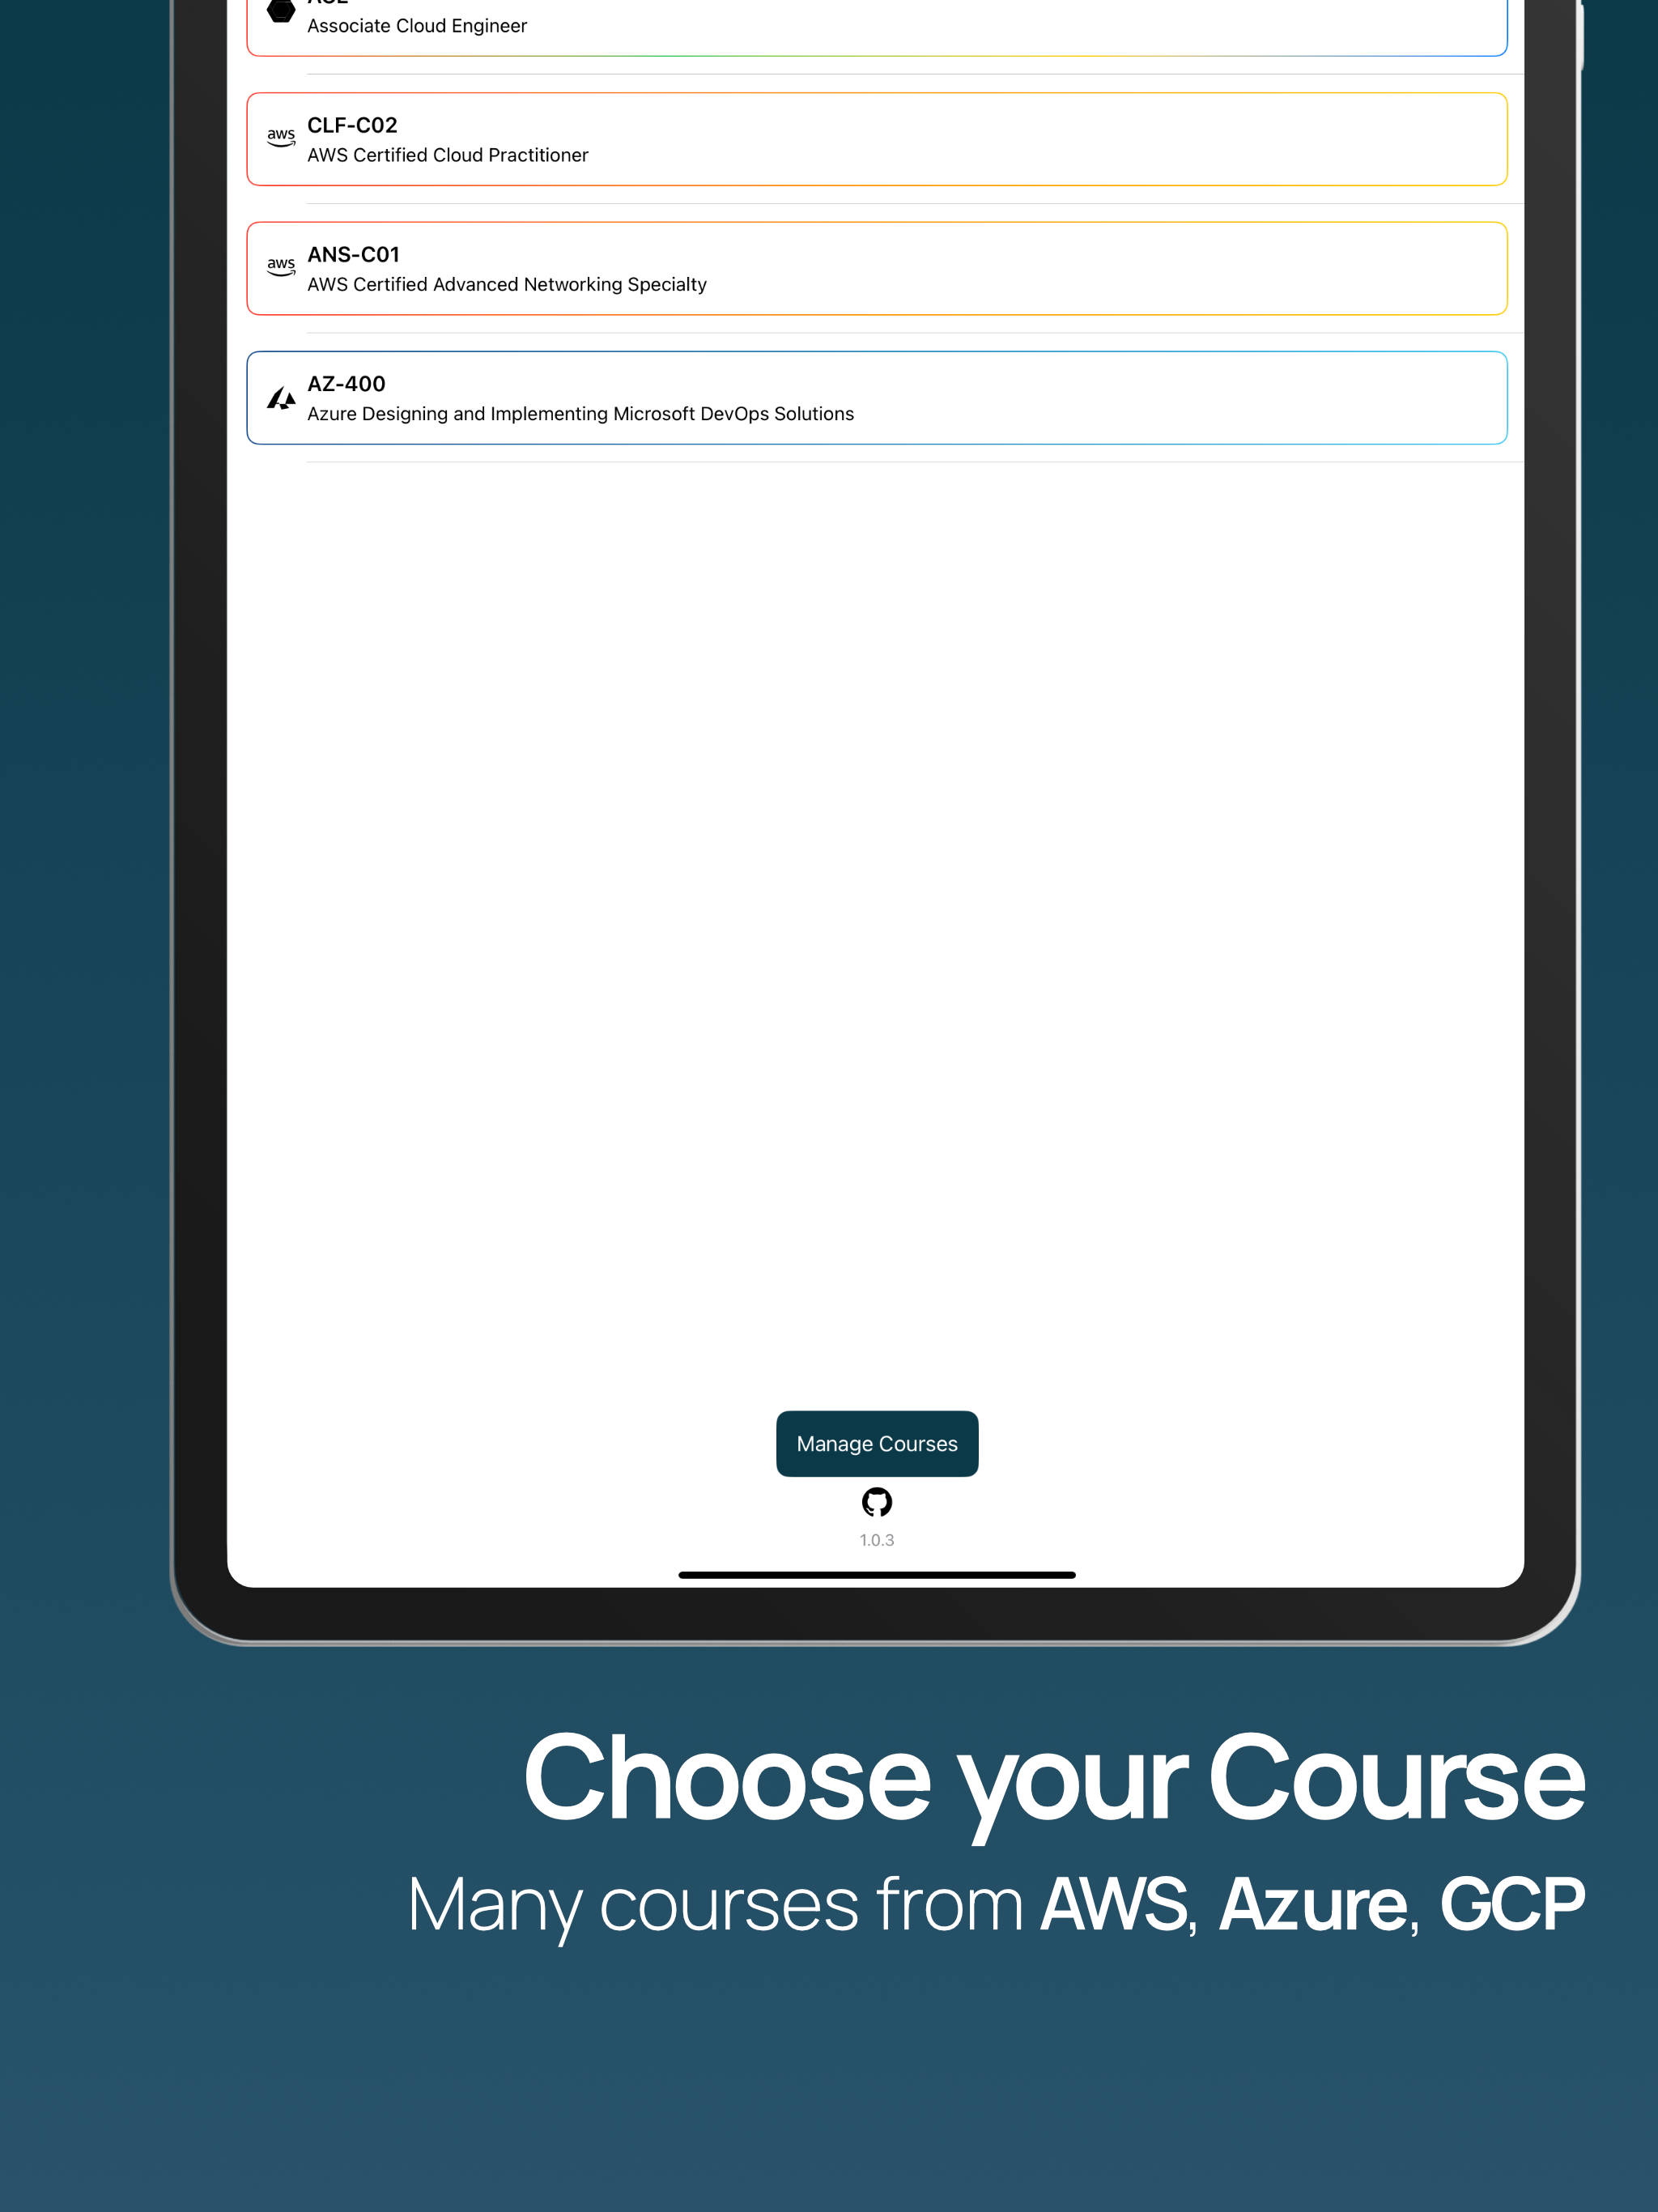 Associate Cloud Engineer
aws
CLF-C02
AWS Certified Cloud Practitioner
aws
ANS-C01
AWS Certified Advanced Networking Specialty
AZ-400
Azure Designing and Implementing Microsoft DevOps Solutions
Manage Courses
1.0.3
Choose your Course
Many courses from AWS, Azure, GCP